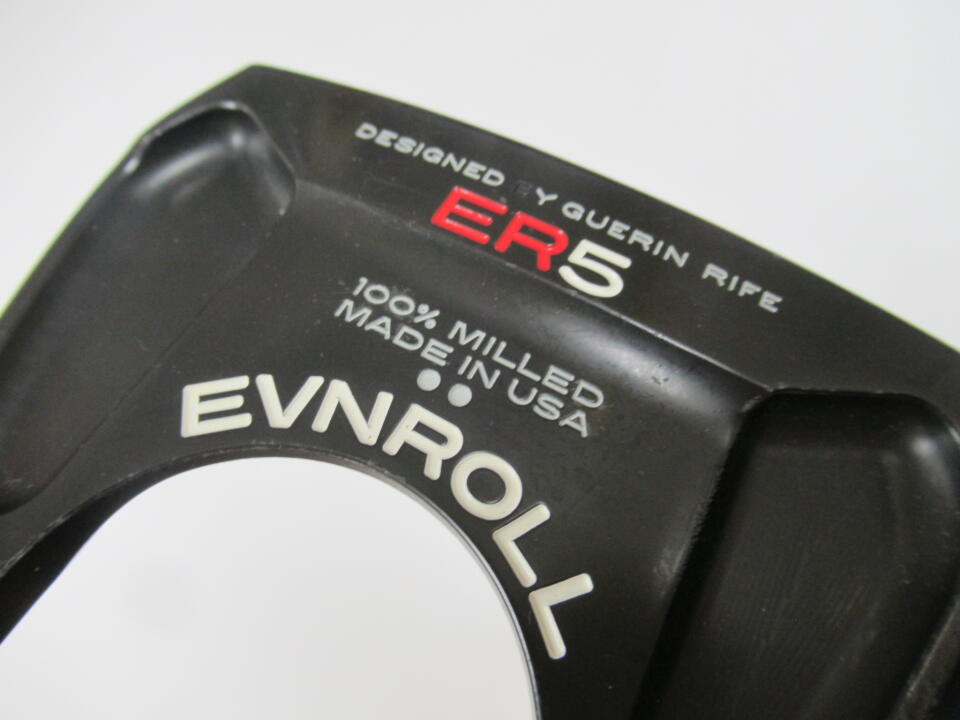 DESIGNED BY GUERIN RIFE
ER5
100% MILLED
MADE IN USA
EVNROLL